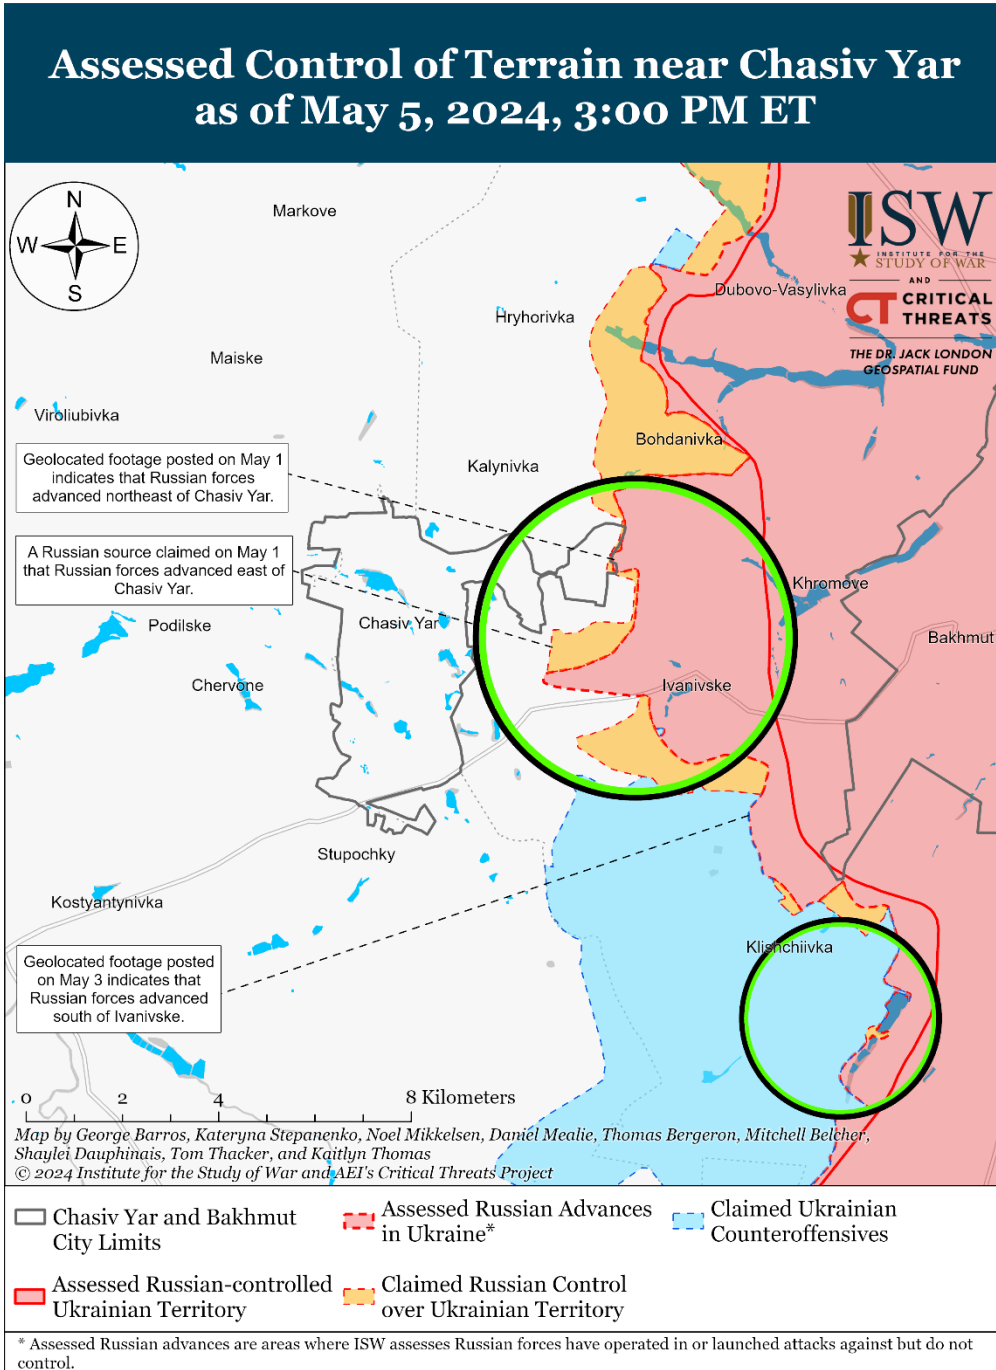 Assessed Control of Terrain near Chasiv Yar
as of May 5, 2024, 3:00 PM ET
N
W
E
S
ISW
INSTITUTE FOR THE
STUDY OF WAR
AND
CT CRITICAL
THREATS
THE DR. JACK LONDON
GEOSPATIAL FUND
Markove
Dubovo-Vasylivka
Hryhorivka
Maiske
Viroliubivka
Bohdanivka
Kalynivka
Geolocated footage posted on May 1
indicates that Russian forces
advanced northeast of Chasiv Yar.
A Russian source claimed on May 1
that Russian forces advanced east of
Chasiv Yar.
Khromove
Podilske
Chasiv Yar
Bakhmut
Chervone
Ivanivske
Stupochky
Kostyantynivka
Klishchiivka
Geolocated footage posted
on May 3 indicates that
Russian forces advanced
south of Ivanivske.
0 2 4 8 Kilometers
Map by George Barros, Kateryna Stepanenko, Noel Mikkelsen, Daniel Mealie, Thomas Bergeron, Mitchell Belcher,
Shaylei Dauphinais, Tom Thacker, and Kaitlyn Thomas
© 2024 Institute for the Study of War and AEI's Critical Threats Project
Chasiv Yar and Bakhmut
City Limits
Assessed Russian Advances
in Ukraine*
Claimed Ukrainian
Counteroffensives
Assessed Russian-controlled
Ukrainian Territory
Claimed Russian Control
over Ukrainian Territory
* Assessed Russian advances are areas where ISW assesses Russian forces have operated in or launched attacks against but do not
control.